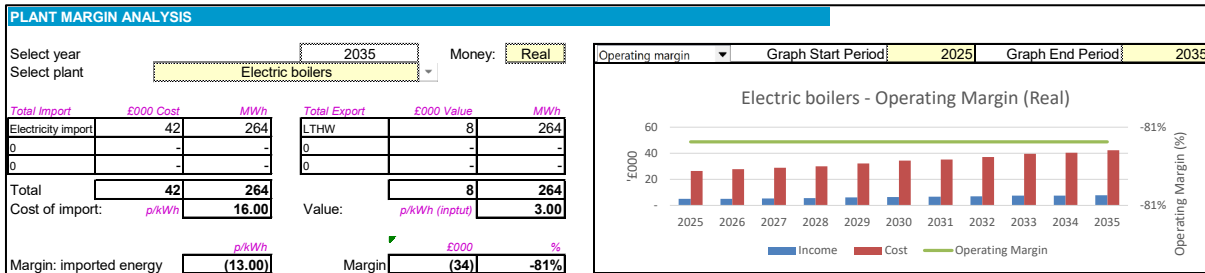 PLANT MARGIN ANALYSIS
Select year 2035 Money: Real
Select plant Electric boilers
Total Import £000 Cost MWh Total Export £000 Value MWh
Electricity import 42 264 LTHW 8 264
0 - - 0 - -
0 - - 0 - -
Total 42 264 8 264
Cost of import: p/kWh 16.00 Value: p/kWh (inptut) 3.00
p/kWh £000 %
Margin: imported energy (13.00) Margin (34) -81%
Operating margin Graph Start Period 2025 Graph End Period 2035
Electric boilers - Operating Margin (Real)
'£000
60
40
20
-
-81%
-81%
Operating Margin (%)
2025 2026 2027 2028 2029 2030 2031 2032 2033 2034 2035
Income Cost Operating Margin